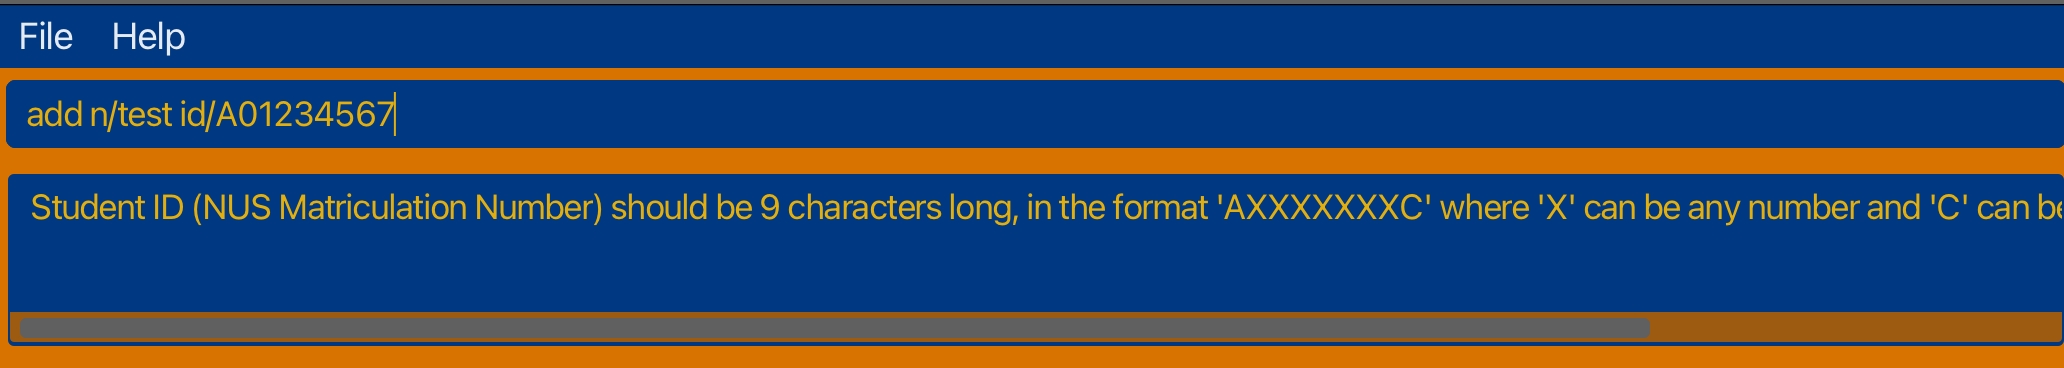 File Help
add n/test id/A01234567
Student ID (NUS Matriculation Number) should be 9 characters long, in the format 'AXXXXXXXC' where 'X' can be any number and 'C' can be